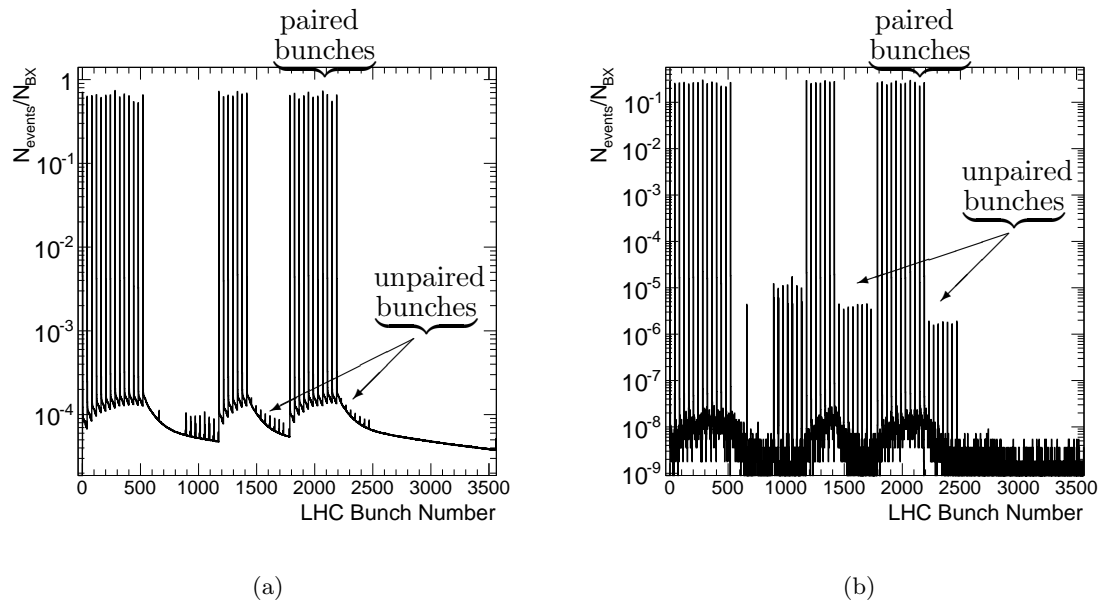 paired
bunches
N_events/N_BX
1
10^-1
10^-2
10^-3
10^-4
unpaired
bunches
0 500 1000 1500 2000 2500 3000 3500
LHC Bunch Number
(a)
paired
bunches
N_events/N_BX
10^-1
10^-2
10^-3
10^-4
10^-5
10^-6
10^-7
10^-8
10^-9
unpaired
bunches
0 500 1000 1500 2000 2500 3000 3500
LHC Bunch Number
(b)